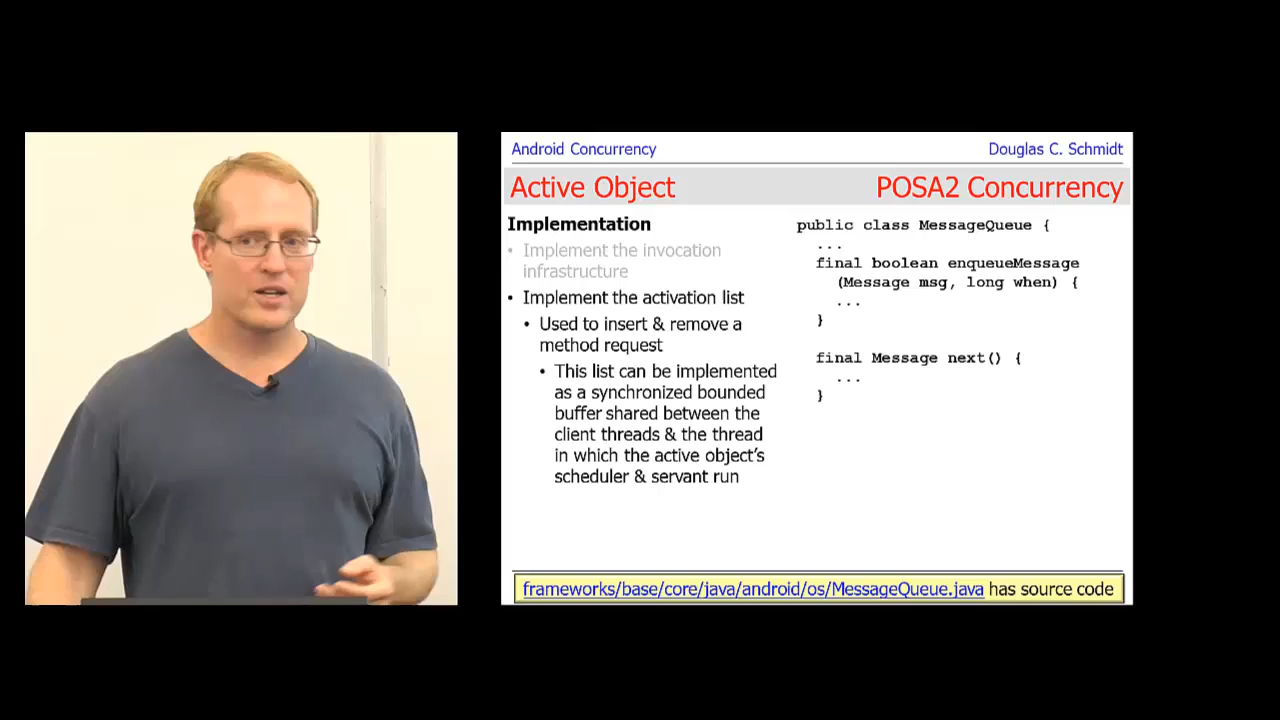 Android Concurrency
Douglas C. Schmidt
Active Object
POSA2 Concurrency
Implementation
• Implement the invocation
infrastructure
• Implement the activation list
• Used to insert & remove a
method request
• This list can be implemented
as a synchronized bounded
buffer shared between the
client threads & the thread
in which the active object's
scheduler & servant run
public class MessageQueue {
...
final boolean enqueueMessage
(Message msg, long when) {
...
}
final Message next() {
...
}
frameworks/base/core/java/android/os/MessageQueue.java has source code